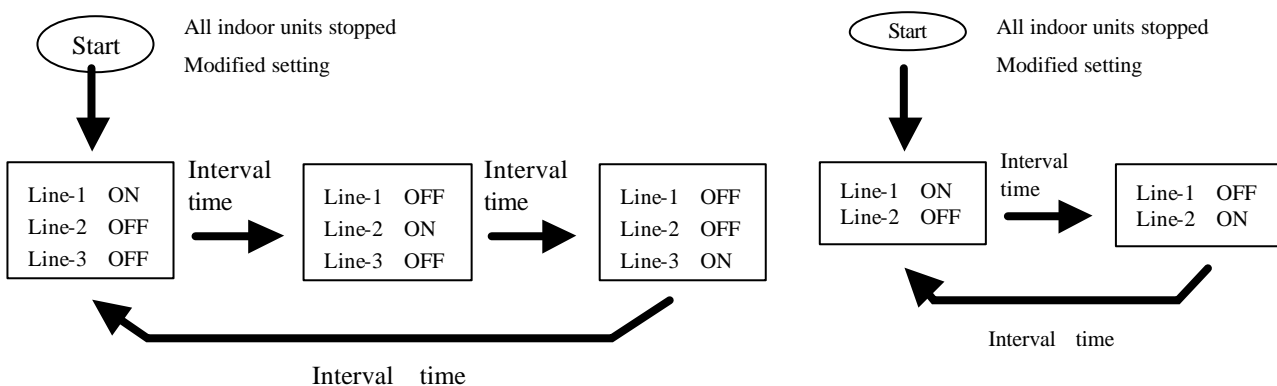 Start
All indoor units stopped
Modified setting
Line-1 ON
Line-2 OFF
Line-3 OFF
Interval
time
Line-1 OFF
Line-2 ON
Line-3 OFF
Interval
time
Line-1 OFF
Line-2 OFF
Line-3 ON
Interval time
Start
All indoor units stopped
Modified setting
Line-1 ON
Line-2 OFF
Interval
time
Line-1 OFF
Line-2 ON
Interval time